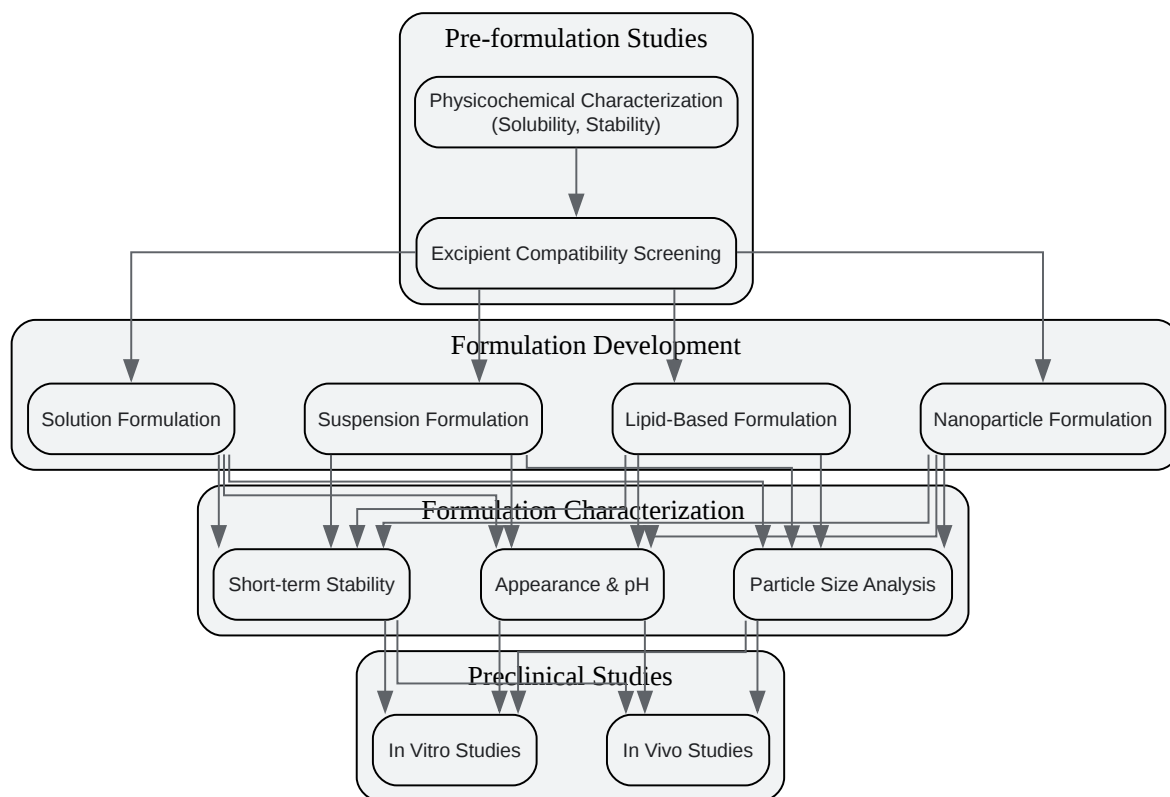 Pre-formulation Studies
Physicochemical Characterization
(Solubility, Stability)
Excipient Compatibility Screening
Formulation Development
Solution Formulation
Suspension Formulation
Lipid-Based Formulation
Nanoparticle Formulation
Formulation Characterization
Short-term Stability
Appearance & pH
Particle Size Analysis
Preclinical Studies
In Vitro Studies
In Vivo Studies